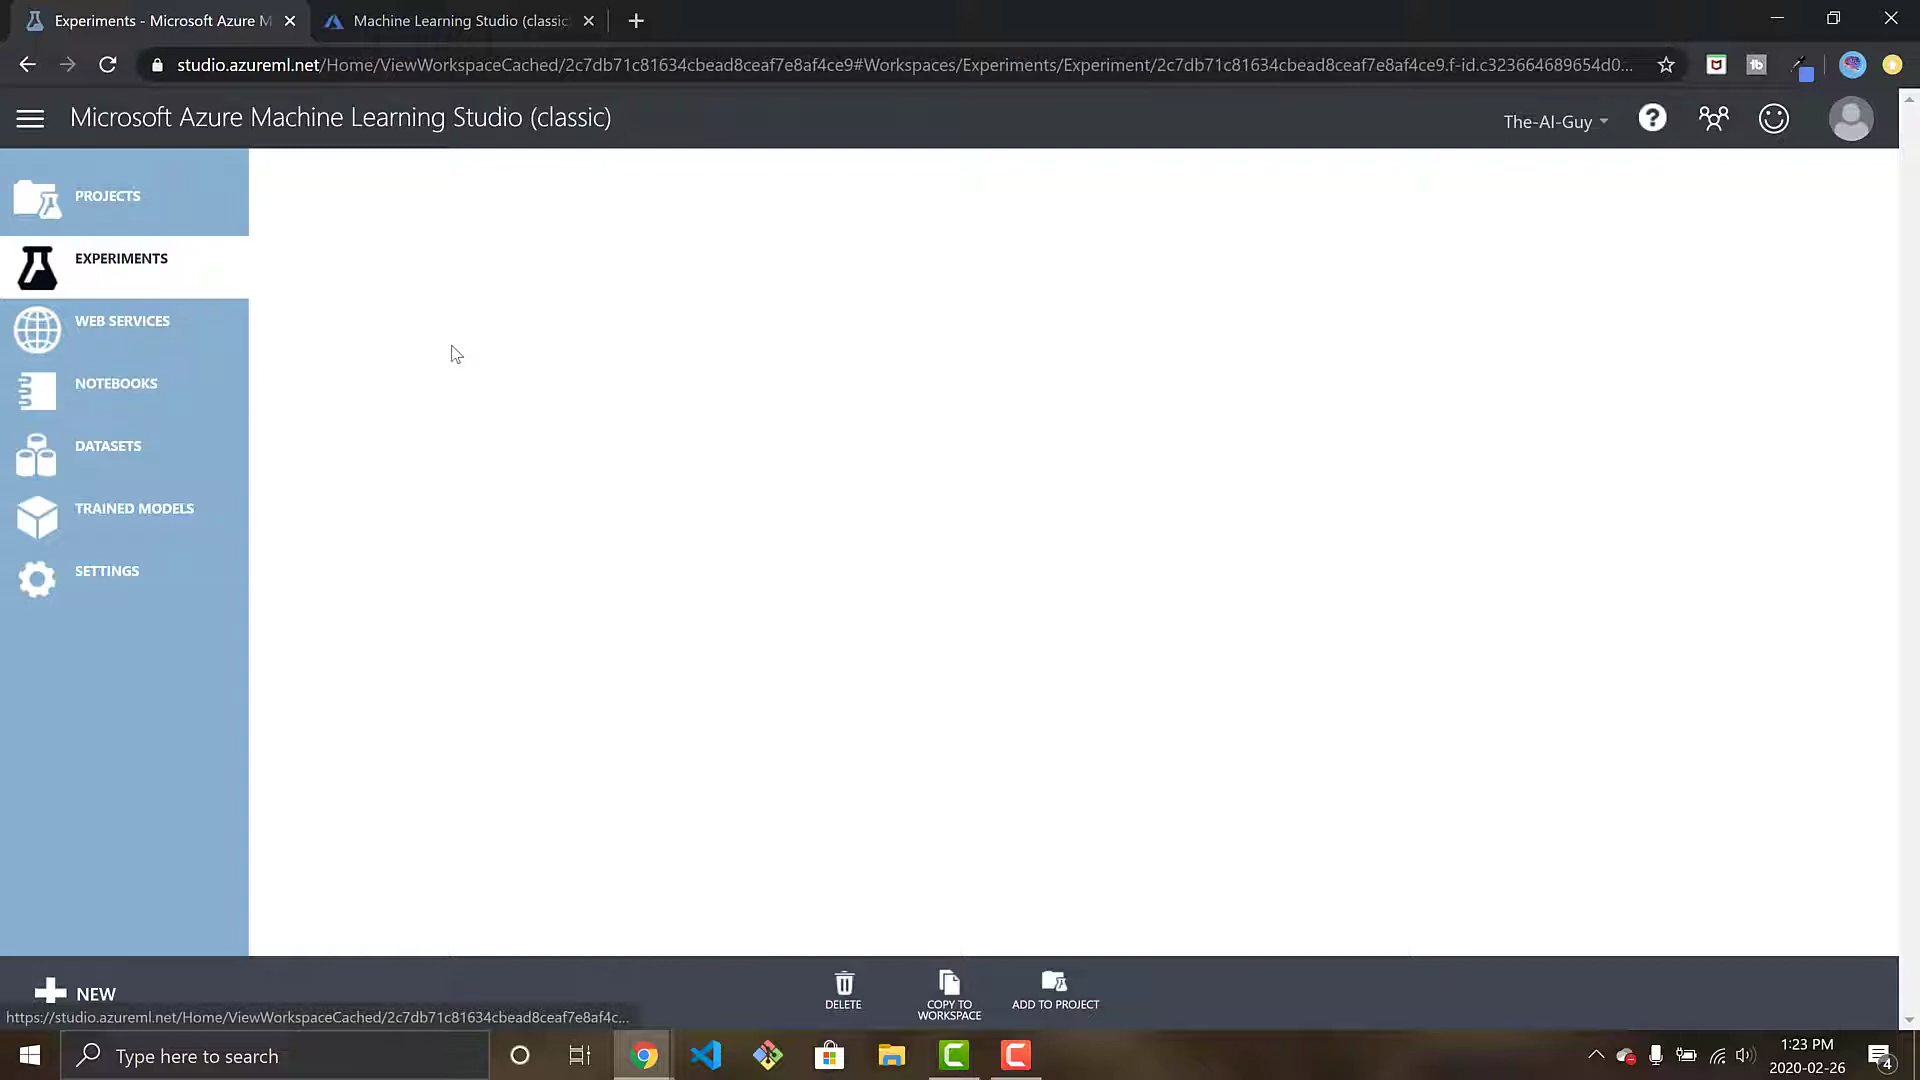 Experiments - Microsoft Azure M
Machine Learning Studio (classic
studio.azureml.net/Home/ViewWorkspaceCached/2c7db71c81634cbead8ceaf7e8af4ce9#Workspaces/Experiments/Experiment/2c7db71c81634cbead8ceaf7e8af4ce9.f-id.c323664689654d0...
Microsoft Azure Machine Learning Studio (classic)
The-AI-Guy
PROJECTS
EXPERIMENTS
WEB SERVICES
NOTEBOOKS
DATASETS
TRAINED MODELS
SETTINGS
NEW
DELETE
COPY TO
WORKSPACE
ADD TO PROJECT
https://studio.azureml.net/Home/ViewWorkspaceCached/2c7db71c81634cbead8ceaf7e8af4c...
Type here to search
1:23 PM
2020-02-26
4